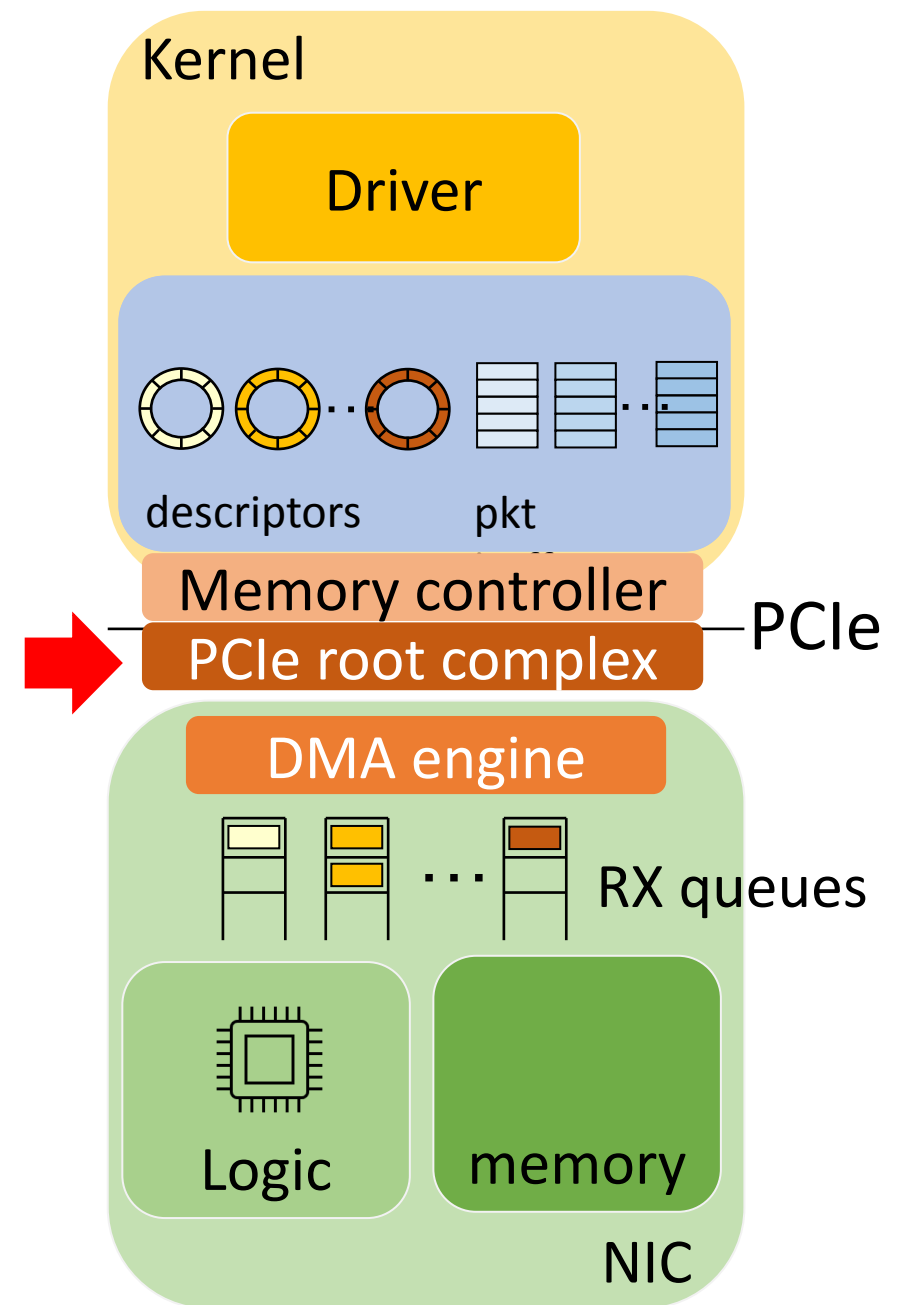 Kernel
Driver
descriptors
pkt
Memory controller
PCIe
PCIe root complex
DMA engine
RX queues
Logic
memory
NIC